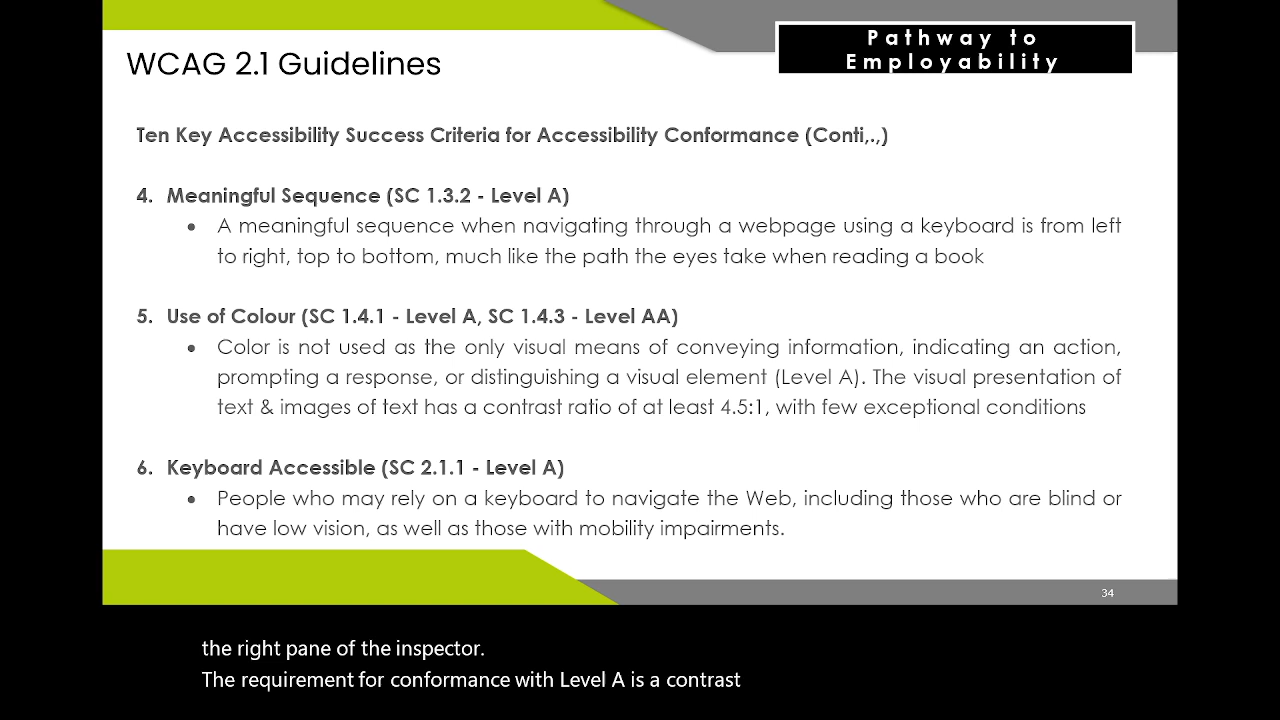 Pathway to
Employability
WCAG 2.1 Guidelines
Ten Key Accessibility Success Criteria for Accessibility Conformance (Conti,.,)
4. Meaningful Sequence (SC 1.3.2 - Level A)
• A meaningful sequence when navigating through a webpage using a keyboard is from left
to right, top to bottom, much like the path the eyes take when reading a book
5. Use of Colour (SC 1.4.1 - Level A, SC 1.4.3 - Level AA)
• Color is not used as the only visual means of conveying information, indicating an action,
prompting a response, or distinguishing a visual element (Level A). The visual presentation of
text & images of text has a contrast ratio of at least 4.5:1, with few exceptional conditions
6. Keyboard Accessible (SC 2.1.1 - Level A)
• People who may rely on a keyboard to navigate the Web, including those who are blind or
have low vision, as well as those with mobility impairments.
34
the right pane of the inspector.
The requirement for conformance with Level A is a contrast